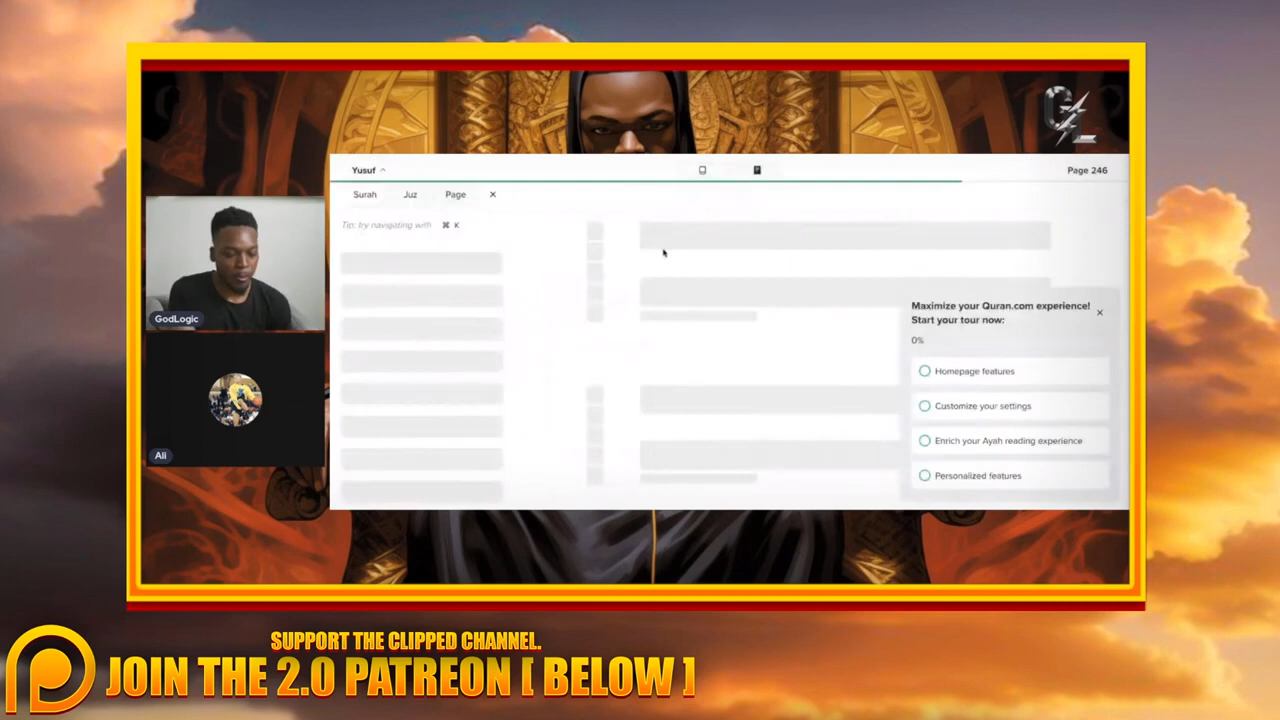 Yusuf
Page 246
Surah
Juz
Page
Tip: try navigating with ⌘ K
Maximize your Quran.com experience!
Start your tour now:
0%
Homepage features
Customize your settings
Enrich your Ayah reading experience
Personalized features
GodLogic
Ali
SUPPORT THE CLIPPED CHANNEL.
JOIN THE 2.0 PATREON [ BELOW ]